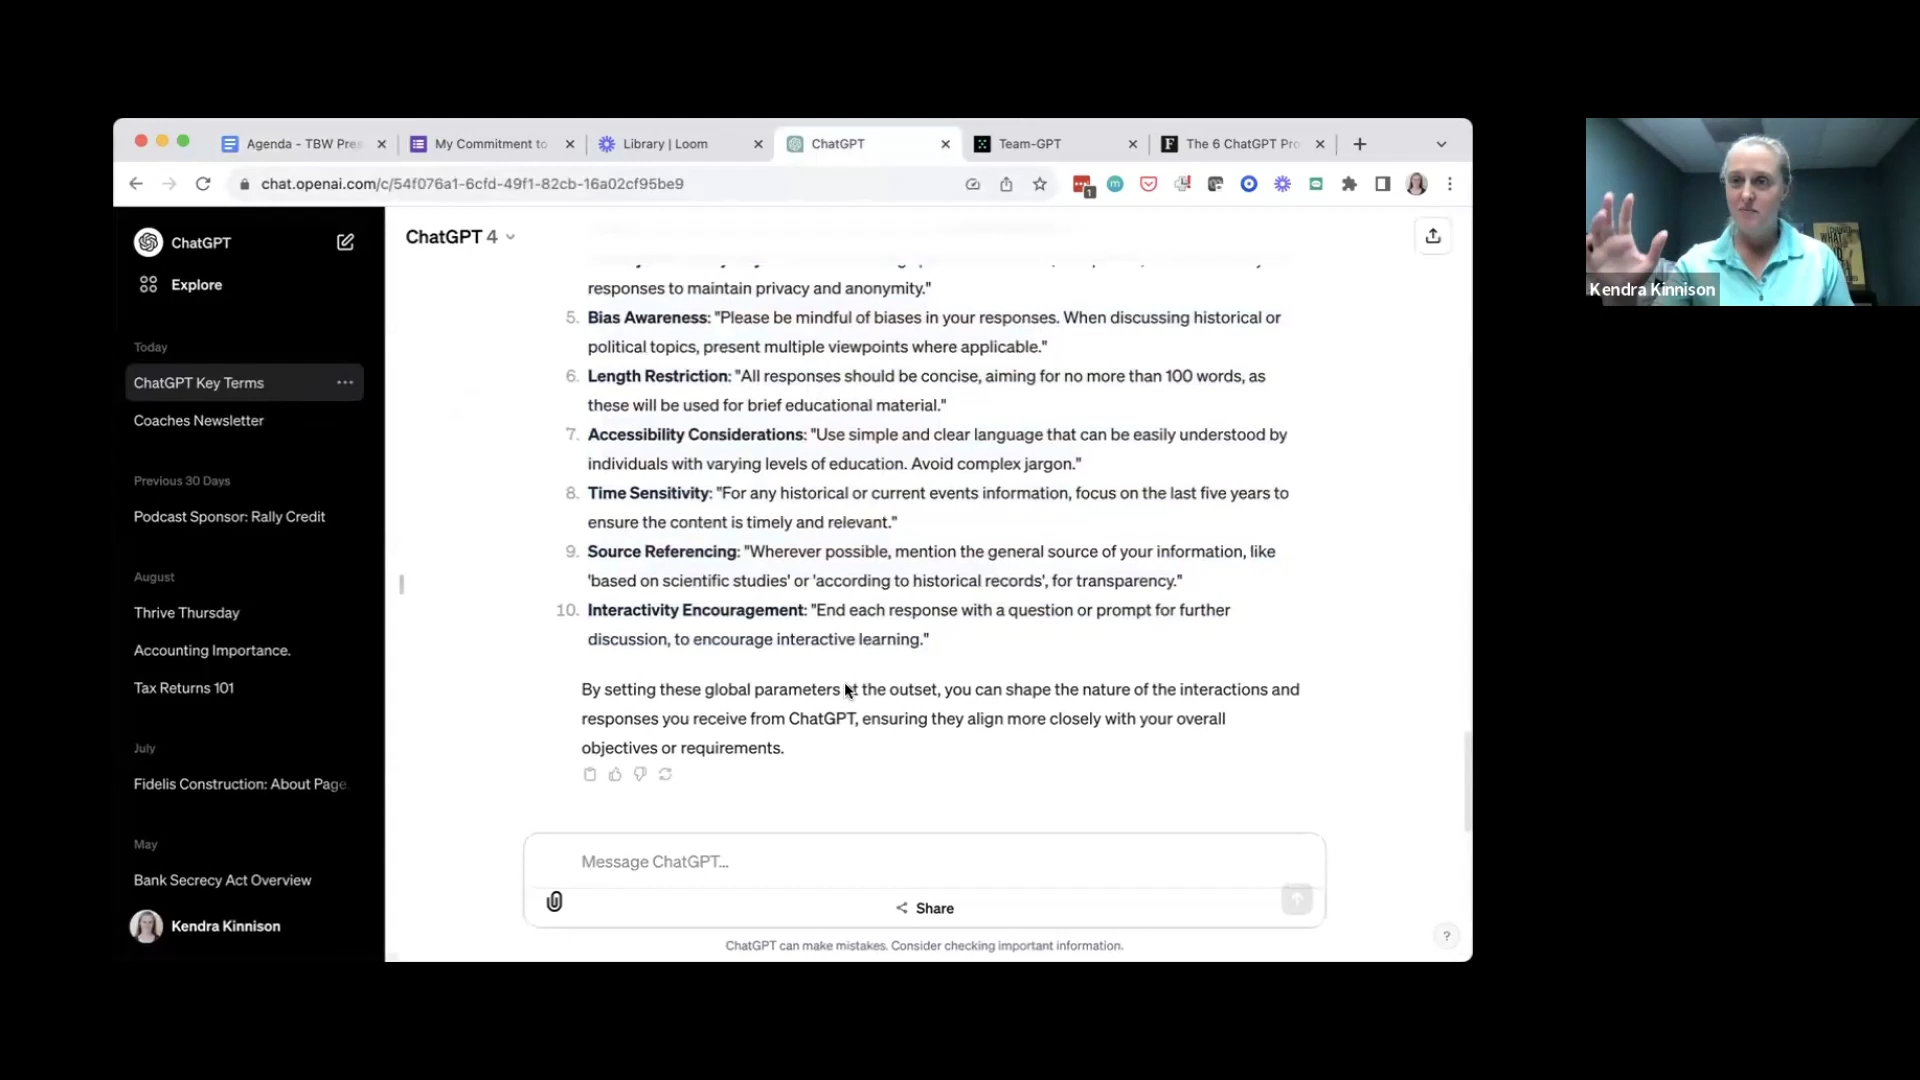 Agenda - TBW Pre
My Commitment to
Library | Loom
ChatGPT
Team-GPT
The 6 ChatGPT Pro
chat.openai.com/c/54f076a1-6cfd-49f1-82cb-16a02cf95be9
1
ChatGPT
Explore
Today
ChatGPT Key Terms
Coaches Newsletter
Previous 30 Days
Podcast Sponsor: Rally Credit
August
Thrive Thursday
Accounting Importance.
Tax Returns 101
July
Fidelis Construction: About Page
May
Bank Secrecy Act Overview
Kendra Kinnison
ChatGPT 4
responses to maintain privacy and anonymity."
5. Bias Awareness: "Please be mindful of biases in your responses. When discussing historical or
political topics, present multiple viewpoints where applicable."
6. Length Restriction: "All responses should be concise, aiming for no more than 100 words, as
these will be used for brief educational material."
7. Accessibility Considerations: "Use simple and clear language that can be easily understood by
individuals with varying levels of education. Avoid complex jargon."
8. Time Sensitivity: "For any historical or current events information, focus on the last five years to
ensure the content is timely and relevant."
9. Source Referencing: "Wherever possible, mention the general source of your information, like
'based on scientific studies' or 'according to historical records', for transparency."
10. Interactivity Encouragement: "End each response with a question or prompt for further
discussion, to encourage interactive learning."
By setting these global parameters at the outset, you can shape the nature of the interactions and
responses you receive from ChatGPT, ensuring they align more closely with your overall
objectives or requirements.
Message ChatGPT...
Share
ChatGPT can make mistakes. Consider checking important information.
?
Kendra Kinnison